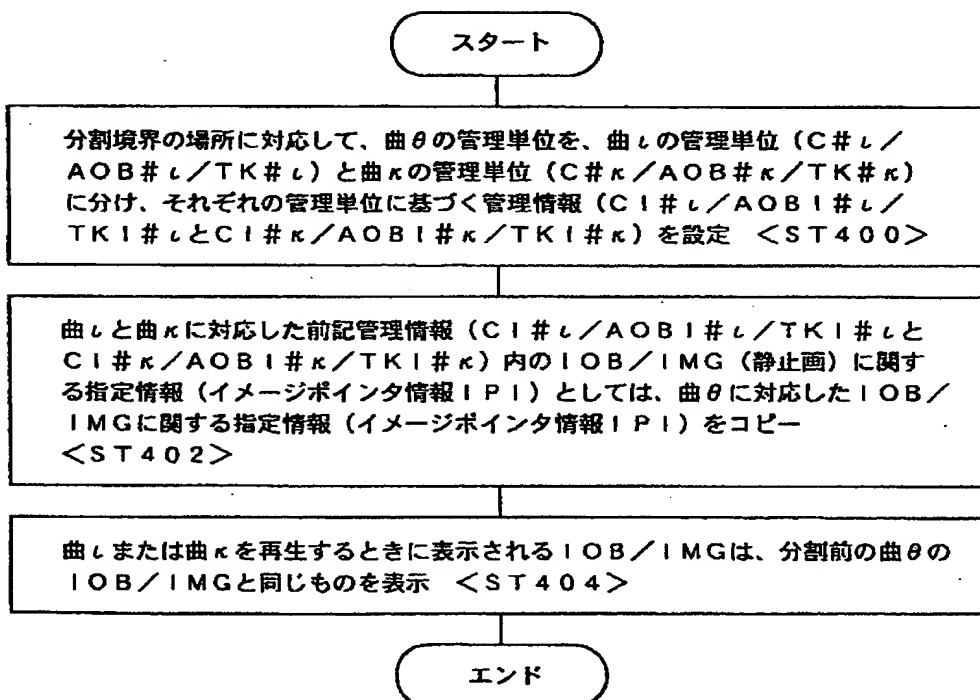 スタート
分割境界の場所に対応して、曲θの管理単位を、曲ιの管理単位（C#ι／
AOB#ι／TK#ι）と曲κの管理単位（C#κ／AOB#κ／TK#κ）
に分け、それぞれの管理単位に基づく管理情報（CI#ι／AOBI#ι／
TKI#ιとCI#κ／AOBI#κ／TKI#κ）を設定 <ST400>
曲ιと曲κに対応した前記管理情報（CI#ι／AOBI#ι／TKI#ιと
CI#κ／AOBI#κ／TKI#κ）内のIOB／IMG（静止画）に関す
る指定情報（イメージポインタ情報IPI）としては、曲θに対応したIOB／
IMGに関する指定情報（イメージポインタ情報IPI）をコピー
<ST402>
曲ιまたは曲κを再生するときに表示されるIOB／IMGは、分割前の曲θの
IOB／IMGと同じものを表示 <ST404>
エンド